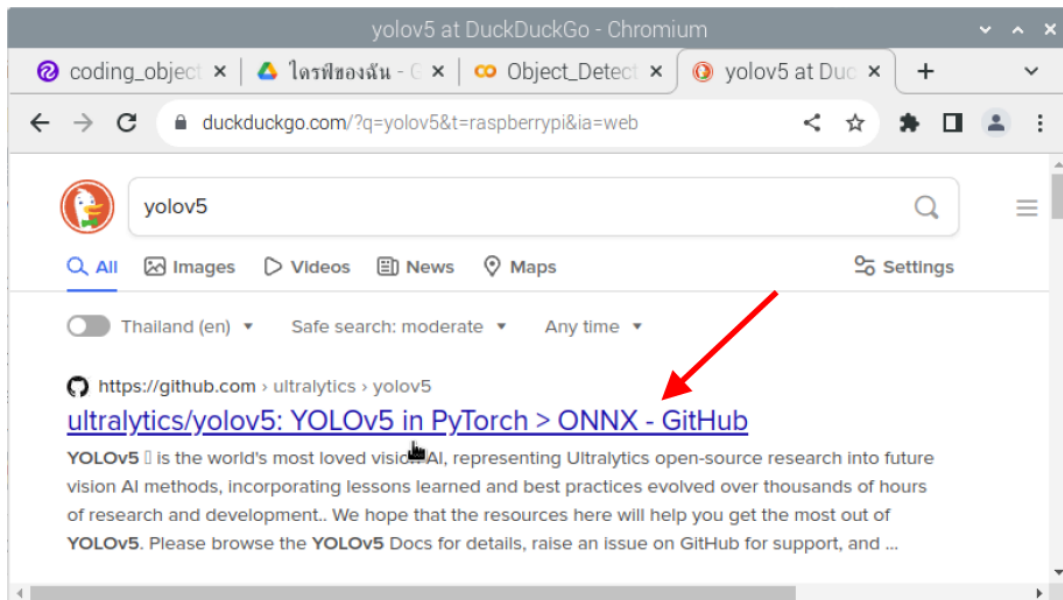 yolov5 at DuckDuckGo - Chromium
coding_object
ไดรฟ์ของฉัน - G
Object_Detect
yolov5 at Duc
duckduckgo.com/?q=yolov5&t=raspberrypi&ia=web
yolov5
All Images Videos News Maps Settings
Thailand (en) Safe search: moderate Any time
https://github.com › ultralytics › yolov5
ultralytics/yolov5: YOLOv5 in PyTorch > ONNX - GitHub
YOLOv5 ▯ is the world's most loved vision AI, representing Ultralytics open-source research into future
vision AI methods, incorporating lessons learned and best practices evolved over thousands of hours
of research and development.. We hope that the resources here will help you get the most out of
YOLOv5. Please browse the YOLOv5 Docs for details, raise an issue on GitHub for support, and ...